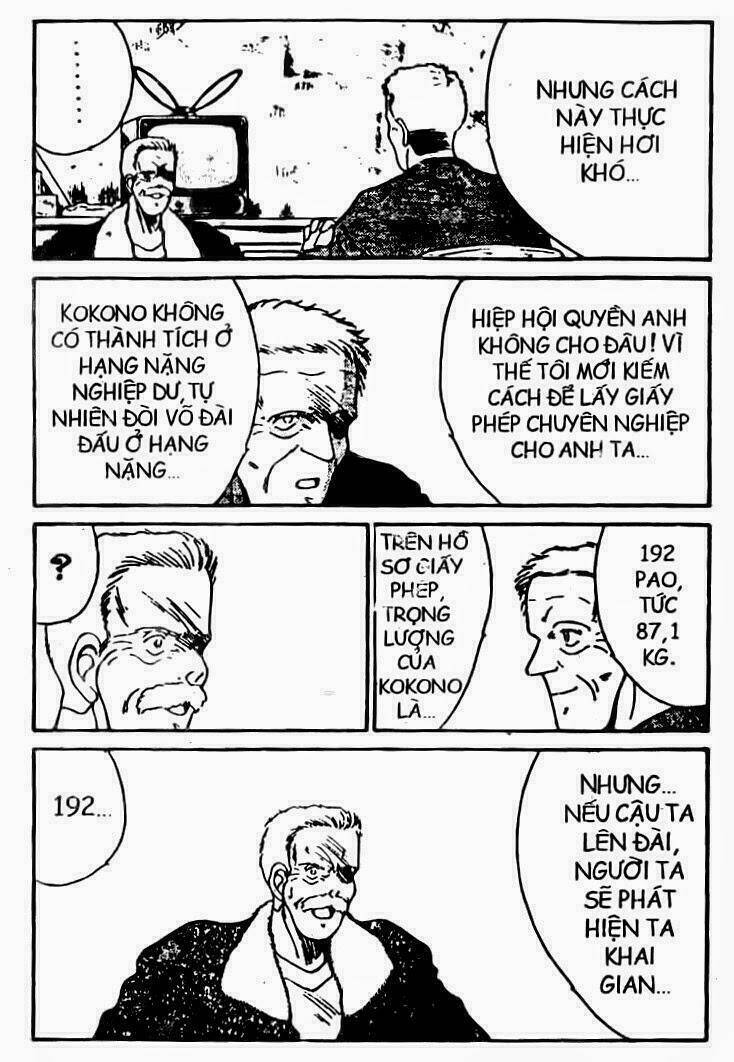 ........
NHƯNG CÁCH
NÀY THỰC
HIỆN HƠI
KHÓ...
KOKONO KHÔNG
CÓ THÀNH TÍCH Ở
HẠNG NẶNG
NGHIỆP DƯ, TỰ
NHIÊN ĐÒI VÕ ĐÀI
ĐẤU Ở HẠNG
NẶNG...
HIỆP HỘI QUYỀN ANH
KHÔNG CHO ĐÂU! VÌ
THẾ TÔI MỚI KIẾM
CÁCH ĐỂ LẤY GIẤY
PHÉP CHUYÊN NGHIỆP
CHO ANH TA...
?
TRÊN HỒ
SƠ GIẤY
PHÉP,
TRỌNG
LƯỢNG
CỦA
KOKONO
LÀ...
192
PAO,
TỨC
87,1
KG.
192...
NHƯNG...
NẾU CẬU TA
LÊN ĐÀI,
NGƯỜI TA
SẼ PHÁT
HIỆN TA
KHAI
GIAN...